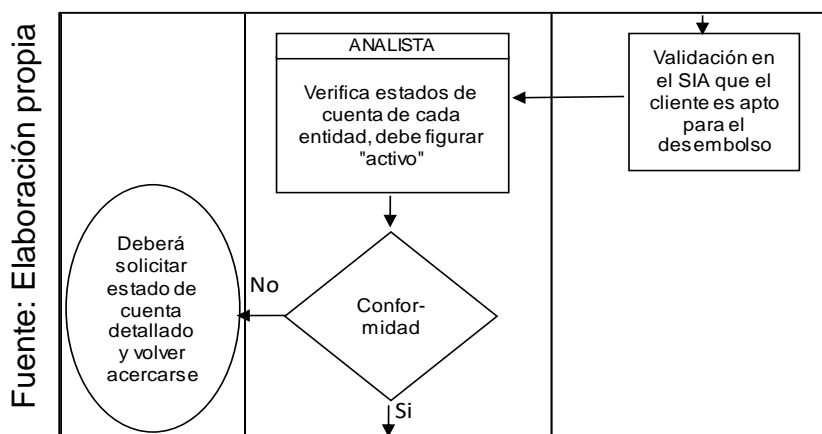 Fuente: Elaboración propia
ANALISTA
Verifica estados de
cuenta de cada
entidad, debe figurar
"activo"
Validación en
el SIA que el
cliente es apto
para el
desembolso
Deberá
solicitar
estado de
cuenta
detallado
y volver
acercarse
No
Confor-
midad
Si